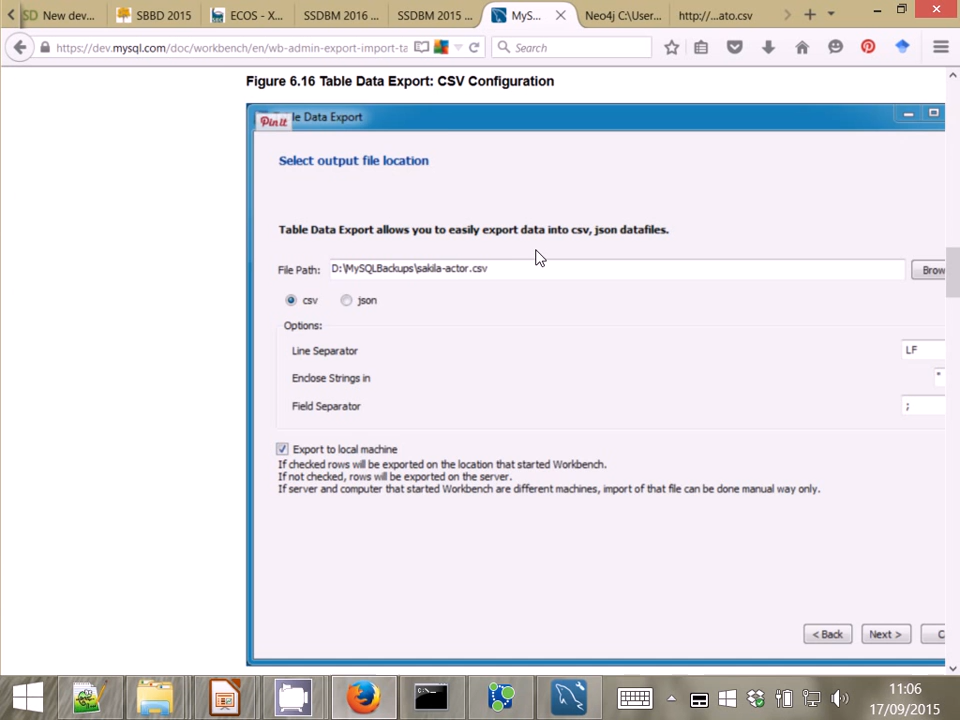 SD New dev...
SBBD 2015
ECOS - X...
SSDBM 2016 ...
SSDBM 2015 ...
MyS...
Neo4j C:\User...
http://...ato.csv
https://dev.mysql.com/doc/workbench/en/wb-admin-export-import-ta
Search
Figure 6.16 Table Data Export: CSV Configuration
Pin it
le Data Export
Select output file location
Table Data Export allows you to easily export data into csv, json datafiles.
File Path: D:\MySQLBackups\sakila-actor.csv
Brow
csv json
Options:
Line Separator LF
Enclose Strings in "
Field Separator ;
Export to local machine
If checked rows will be exported on the location that started Workbench.
If not checked, rows will be exported on the server.
If server and computer that started Workbench are different machines, import of that file can be done manual way only.
< Back Next > C
11:06
17/09/2015